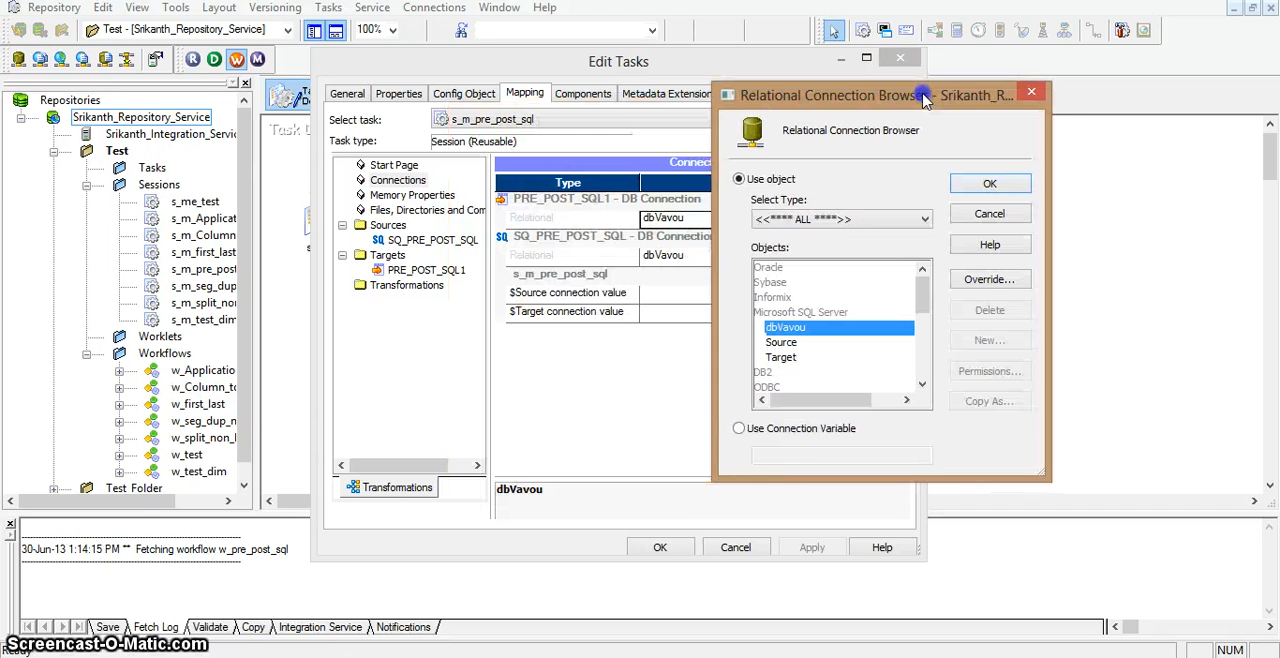 Repository Edit View Tools Layout Versioning Tasks Service Connections Window Help
Test - [Srikanth_Repository_Service] 100%
R D W M
Repositories
Srikanth_Repository_Service
Srikanth_Integration_Servic
Test
Tasks
Sessions
s_me_test
s_m_Applicat
s_m_Column
s_m_first_last
s_m_pre_post
s_m_seg_dup
s_m_split_nor
s_m_test_dim
Worklets
Workflows
w_Applicatio
w_Column_to
w_first_last
w_seg_dup_n
w_split_non_l
w_test
w_test_dim
Test Folder
Task D
Edit Tasks
General Properties Config Object Mapping Components Metadata Extension
Select task: s_m_pre_post_sql
Task type: Session (Reusable)
Start Page
Connections
Memory Properties
Files, Directories and Com
Sources
SQ_PRE_POST_SQL
Targets
PRE_POST_SQL1
Transformations
Transformations
Connec
Type
PRE_POST_SQL1 - DB Connection
Relational dbVavou
SQ_PRE_POST_SQL - DB Connection
Relational dbVavou
s_m_pre_post_sql
$Source connection value
$Target connection value
dbVavou
OK Cancel Apply Help
Relational Connection Browser - Srikanth_R...
Relational Connection Browser
Use object
Select Type:
<<**** ALL ****>>
Objects:
Oracle
Sybase
Informix
Microsoft SQL Server
dbVavou
Source
Target
DB2
ODBC
Use Connection Variable
OK
Cancel
Help
Override...
Delete
New...
Permissions...
Copy As...
30-Jun-13 1:14:15 PM ** Fetching workflow w_pre_post_sql
Save Fetch Log Validate Copy Integration Service Notifications
Screencast-O-Matic.com
Ready NUM